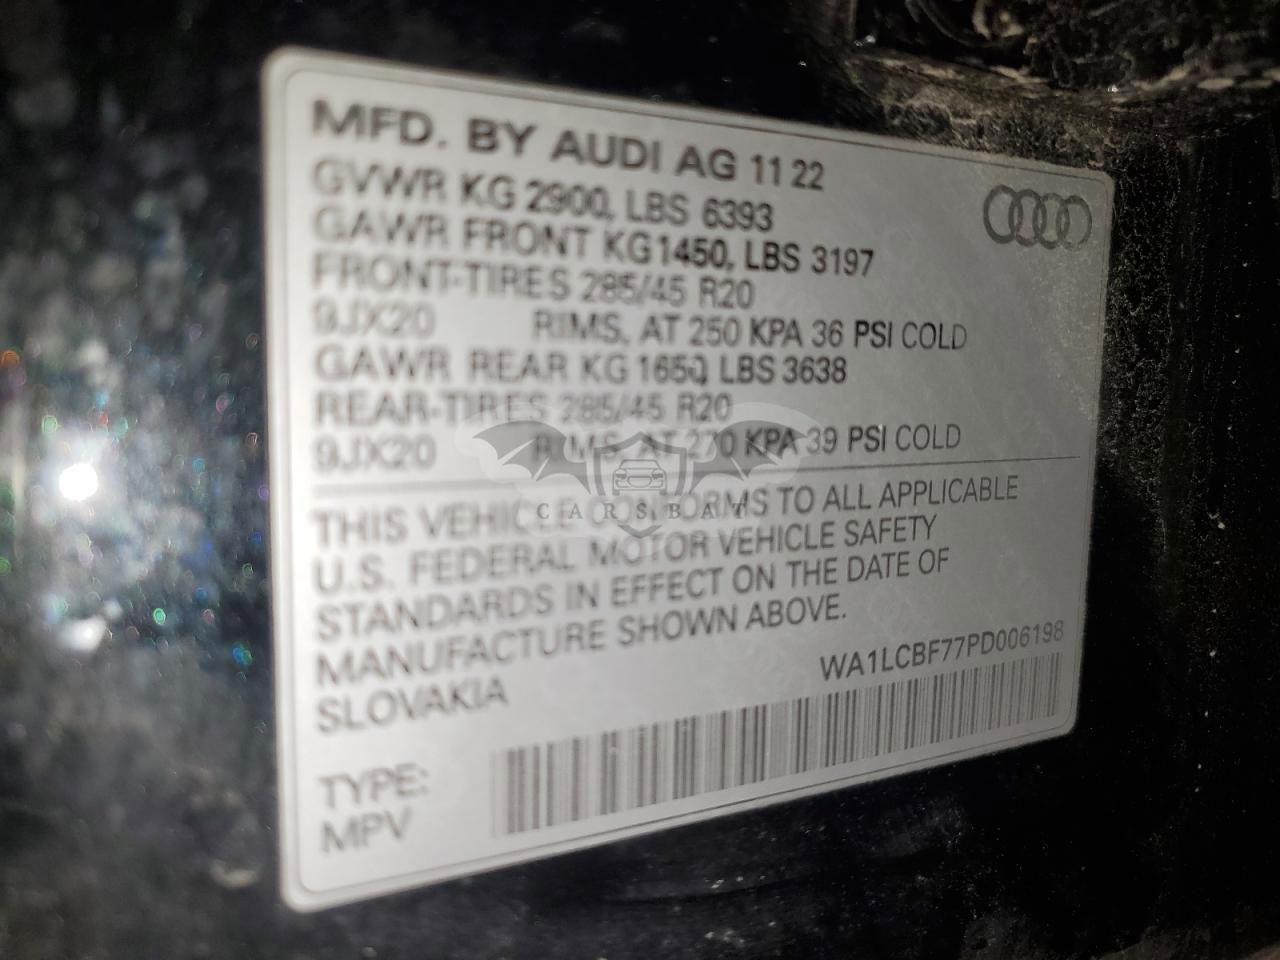 MFD. BY AUDI AG 11 22
GVWR KG 2900, LBS 6393
GAWR FRONT KG1450, LBS 3197
FRONT-TIRES 285/45 R20
9JX20 RIMS, AT 250 KPA 36 PSI COLD
GAWR REAR KG 1650, LBS 3638
REAR-TIRES 285/45 R20
9JX20 RIMS, AT 270 KPA 39 PSI COLD
CARSBAT
THIS VEHICLE CONFORMS TO ALL APPLICABLE
U.S. FEDERAL MOTOR VEHICLE SAFETY
STANDARDS IN EFFECT ON THE DATE OF
MANUFACTURE SHOWN ABOVE.
SLOVAKIA
WA1LCBF77PD006198
TYPE:
MPV